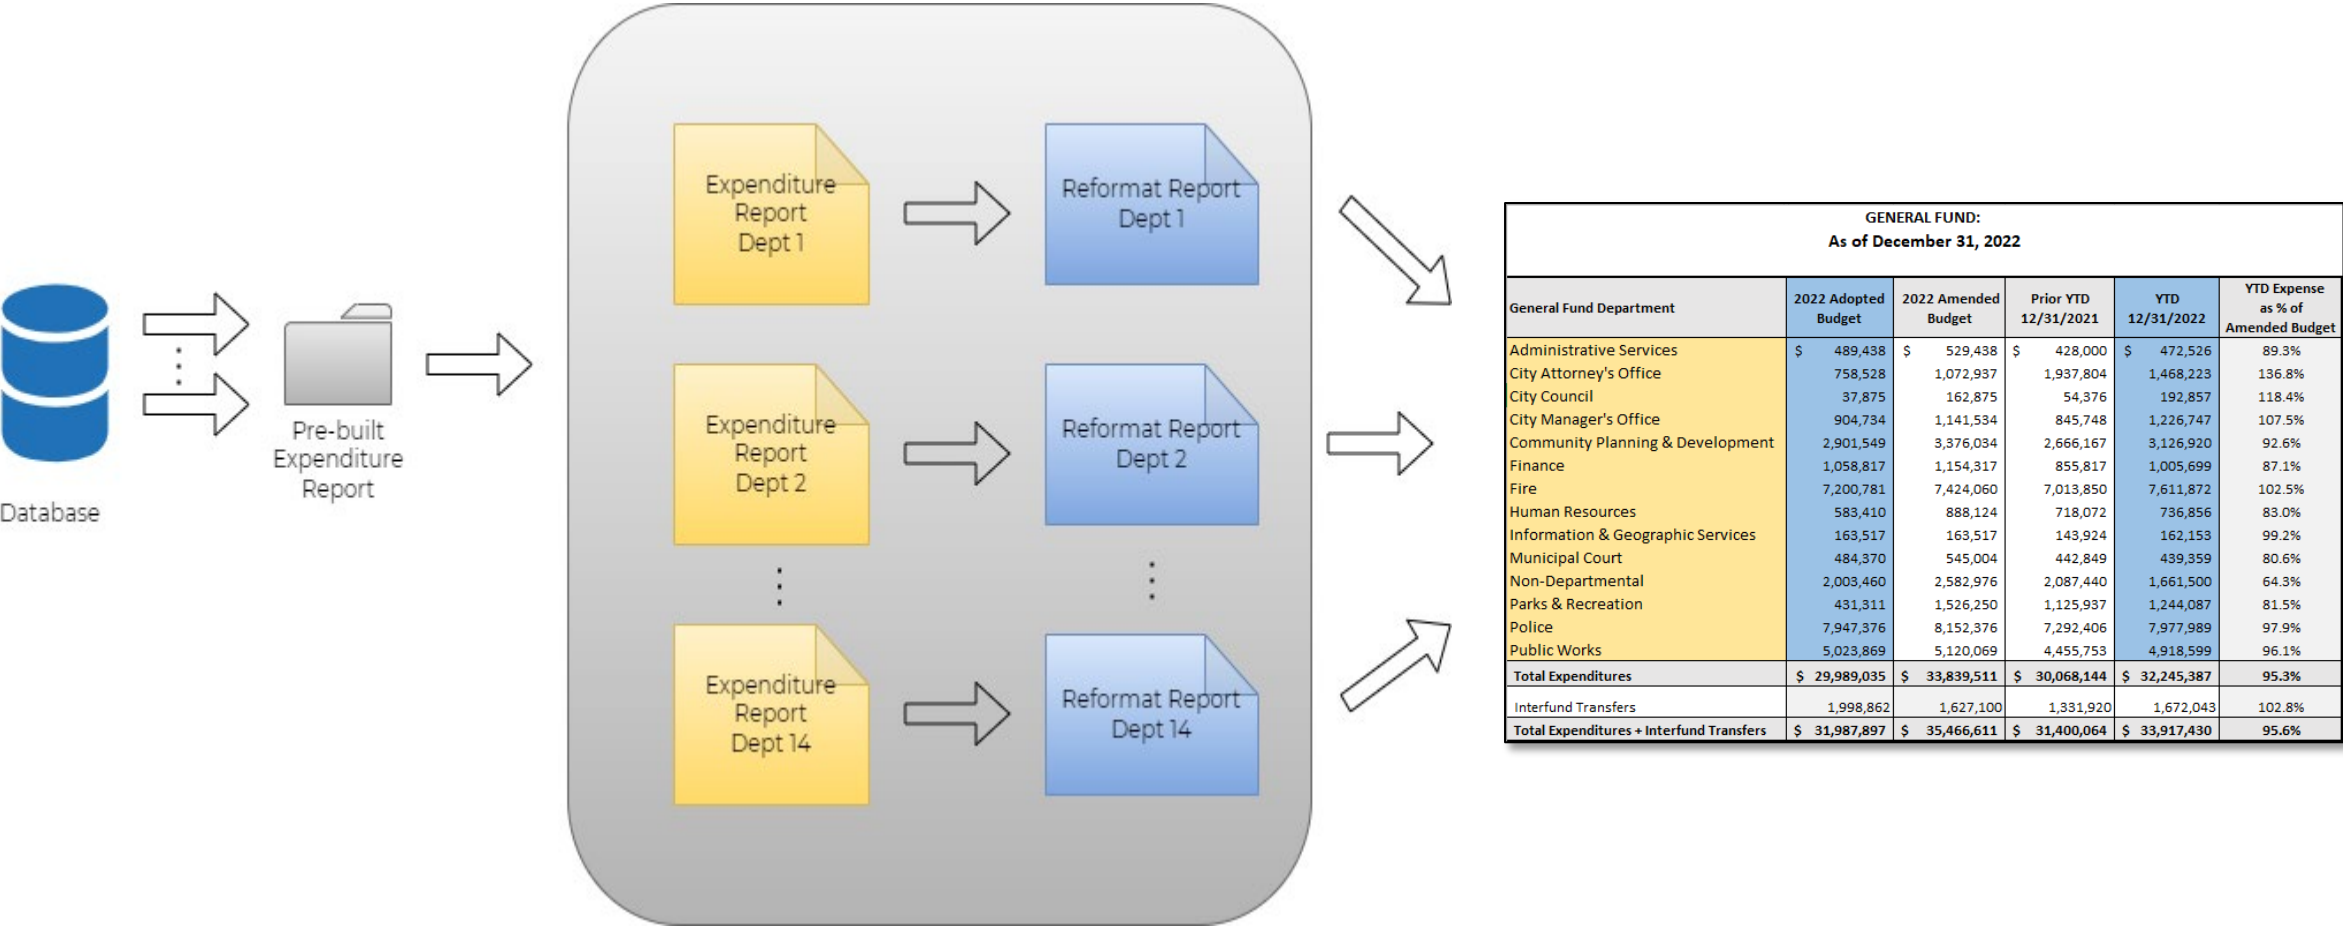 Database
Pre-built
Expenditure
Report
Expenditure
Report
Dept 1
Reformat Report
Dept 1
Expenditure
Report
Dept 2
Reformat Report
Dept 2
Expenditure
Report
Dept 14
Reformat Report
Dept 14
GENERAL FUND:
As of December 31, 2022
General Fund Department 2022 Adopted Budget 2022 Amended Budget Prior YTD 12/31/2021 YTD 12/31/2022 YTD Expense as % of Amended Budget
Administrative Services $ 489,438 $ 529,438 $ 428,000 $ 472,526 89.3%
City Attorney's Office 758,528 1,072,937 1,937,804 1,468,223 136.8%
City Council 37,875 162,875 54,376 192,857 118.4%
City Manager's Office 904,734 1,141,534 845,748 1,226,747 107.5%
Community Planning & Development 2,901,549 3,376,034 2,666,167 3,126,920 92.6%
Finance 1,058,817 1,154,317 855,817 1,005,699 87.1%
Fire 7,200,781 7,424,060 7,013,850 7,611,872 102.5%
Human Resources 583,410 888,124 718,072 736,856 83.0%
Information & Geographic Services 163,517 163,517 143,924 162,153 99.2%
Municipal Court 484,370 545,004 442,849 439,359 80.6%
Non-Departmental 2,003,460 2,582,976 2,087,440 1,661,500 64.3%
Parks & Recreation 431,311 1,526,250 1,125,937 1,244,087 81.5%
Police 7,947,376 8,152,376 7,292,406 7,977,989 97.9%
Public Works 5,023,869 5,120,069 4,455,753 4,918,599 96.1%
Total Expenditures $ 29,989,035 $ 33,839,511 $ 30,068,144 $ 32,245,387 95.3%
Interfund Transfers 1,998,862 1,627,100 1,331,920 1,672,043 102.8%
Total Expenditures + Interfund Transfers $ 31,987,897 $ 35,466,611 $ 31,400,064 $ 33,917,430 95.6%